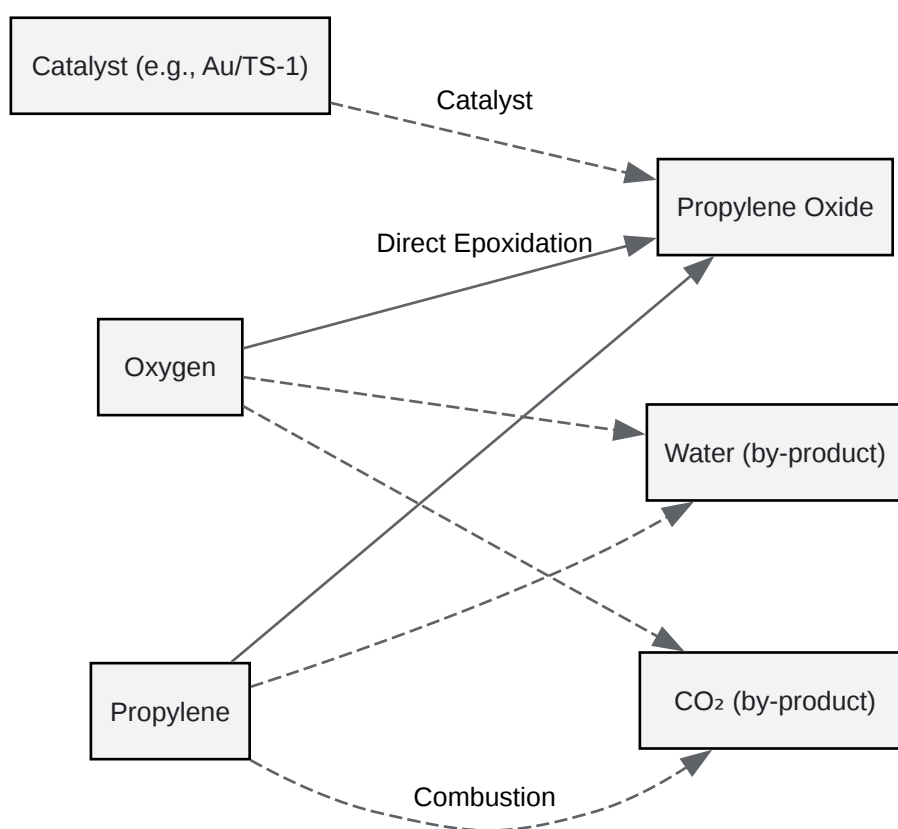 Catalyst (e.g., Au/TS-1)
Catalyst
Propylene Oxide
Direct Epoxidation
Oxygen
Water (by-product)
Propylene
CO₂ (by-product)
Combustion